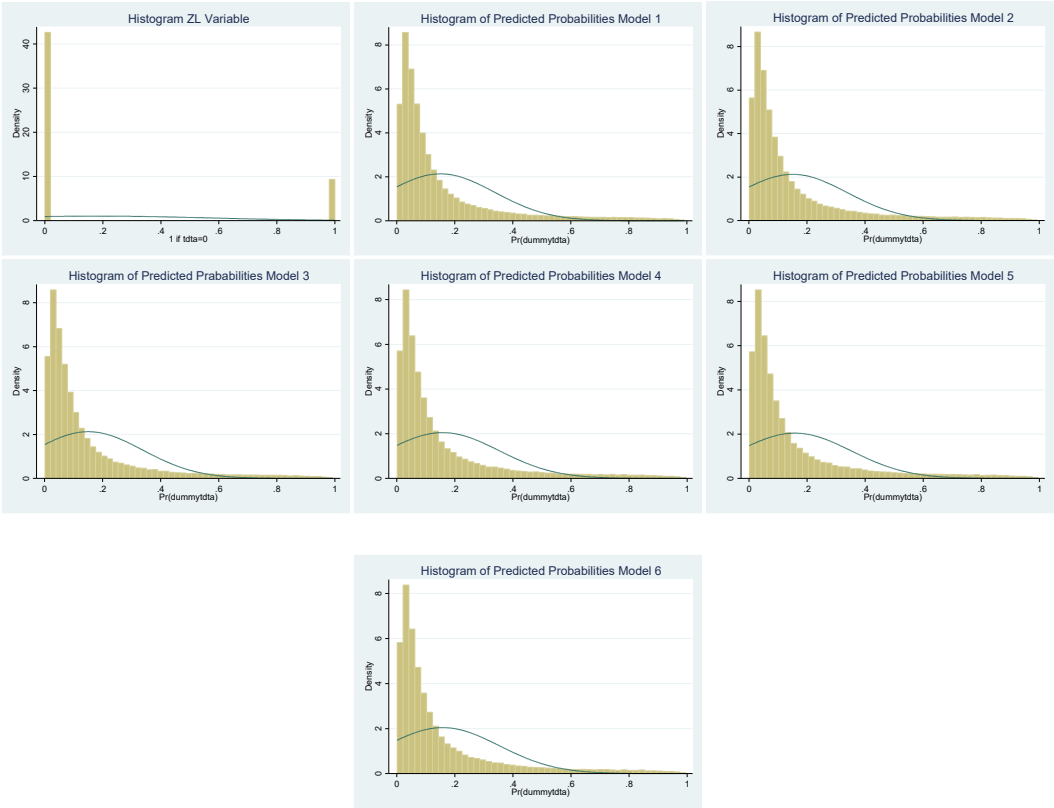 Histogram ZL Variable
Density
0 10 20 30 40
0 .2 .4 .6 .8 1
1 if tdta=0
Histogram of Predicted Probabilities Model 1
Density
0 2 4 6 8
0 .2 .4 .6 .8 1
Pr(dummytdta)
Histogram of Predicted Probabilities Model 2
Density
0 2 4 6 8
0 .2 .4 .6 .8 1
Pr(dummytdta)
Histogram of Predicted Prababilities Model 3
Density
0 2 4 6 8
0 .2 .4 .6 .8 1
Pr(dummytdta)
Histogram of Predicted Probabilities Model 4
Density
0 2 4 6 8
0 .2 .4 .6 .8 1
Pr(dummytdta)
Histogram of Predicted Probabilities Model 5
Density
0 2 4 6 8
0 .2 .4 .6 .8 1
Pr(dummytdta)
Histogram of Predicted Probabilities Model 6
Density
0 2 4 6 8
0 .2 .4 .6 .8 1
Pr(dummytdta)